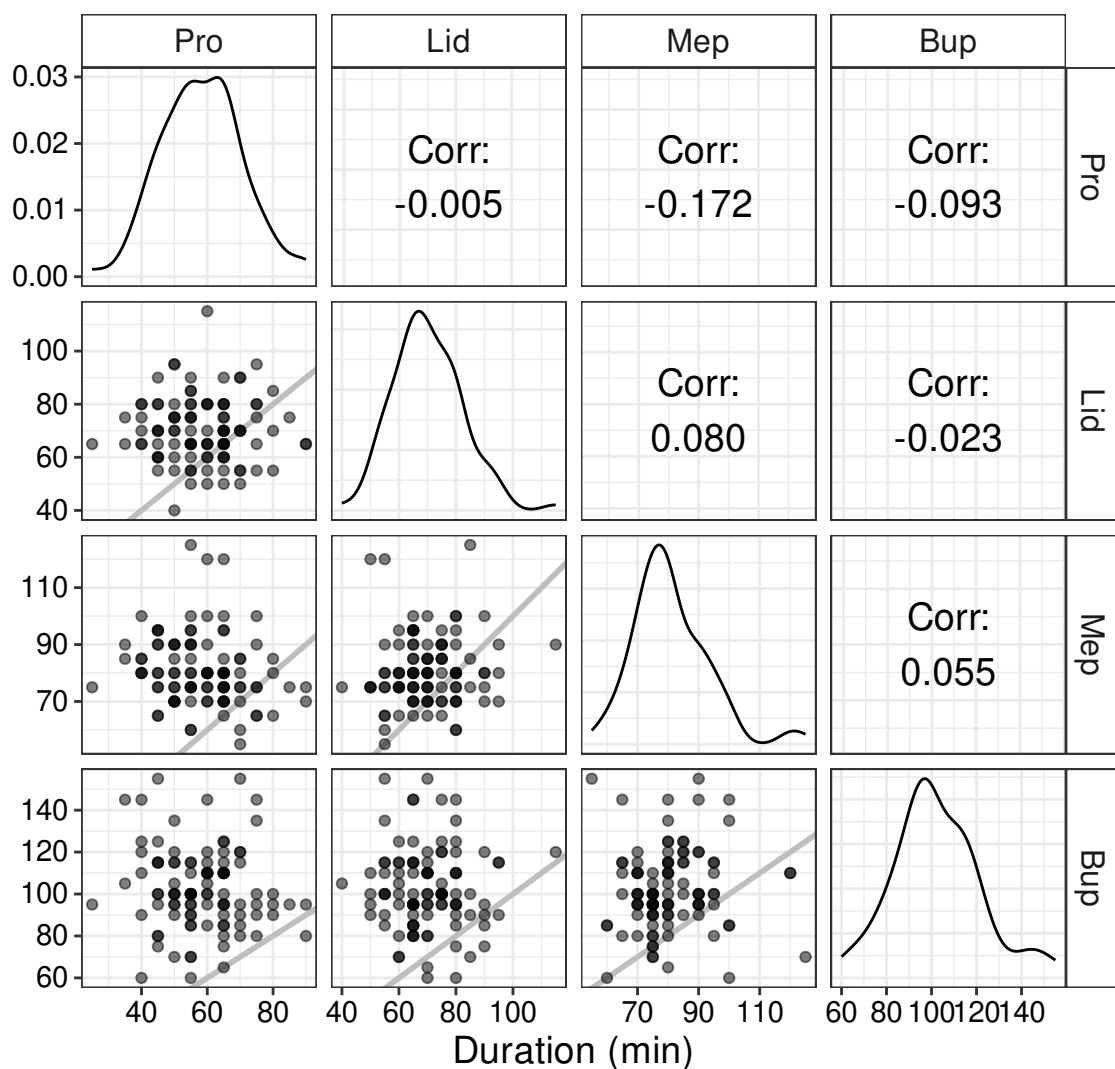 Pro Lid Mep Bup
0.03
0.02
0.01
0.00
Corr:
-0.005
Corr:
-0.172
Corr:
-0.093
Pro
100
80
60
40
Corr:
0.080
Corr:
-0.023
Lid
110
90
70
Corr:
0.055
Mep
140
120
100
80
60
Bup
40 60 80 40 60 80 100 70 90 110 60 80 100 120 140
Duration (min)